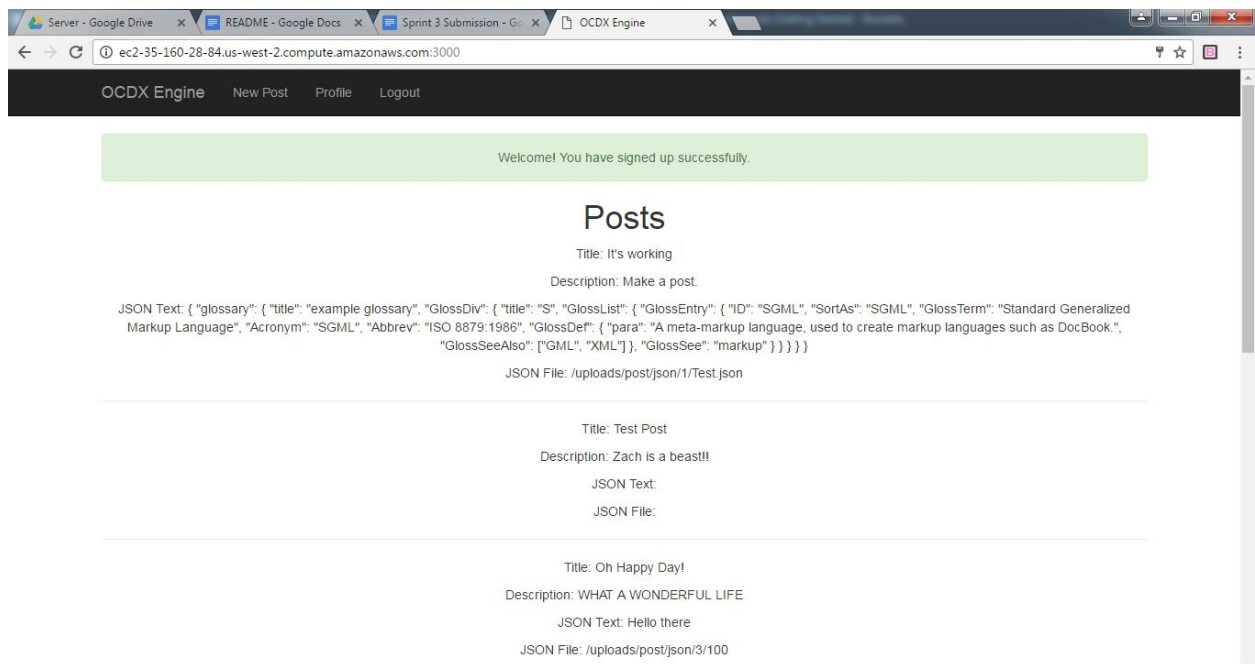 Server - Google Drive
README - Google Docs
Sprint 3 Submission - Go
OCDX Engine
ec2-35-160-28-84.us-west-2.compute.amazonaws.com:3000
OCDX Engine New Post Profile Logout
Welcome! You have signed up successfully.
Posts
Title: It's working
Description: Make a post.
JSON Text: { "glossary": { "title": "example glossary", "GlossDiv": { "title": "S", "GlossList": { "GlossEntry": { "ID": "SGML", "SortAs": "SGML", "GlossTerm": "Standard Generalized
Markup Language", "Acronym": "SGML", "Abbrev": "ISO 8879:1986", "GlossDef": { "para": "A meta-markup language, used to create markup languages such as DocBook.",
"GlossSeeAlso": ["GML", "XML"] }, "GlossSee": "markup" } } } } }
JSON File: /uploads/post/json/1/Test.json
Title: Test Post
Description: Zach is a beast!!
JSON Text:
JSON File:
Title: Oh Happy Day!
Description: WHAT A WONDERFUL LIFE
JSON Text: Hello there
JSON File: /uploads/post/json/3/100